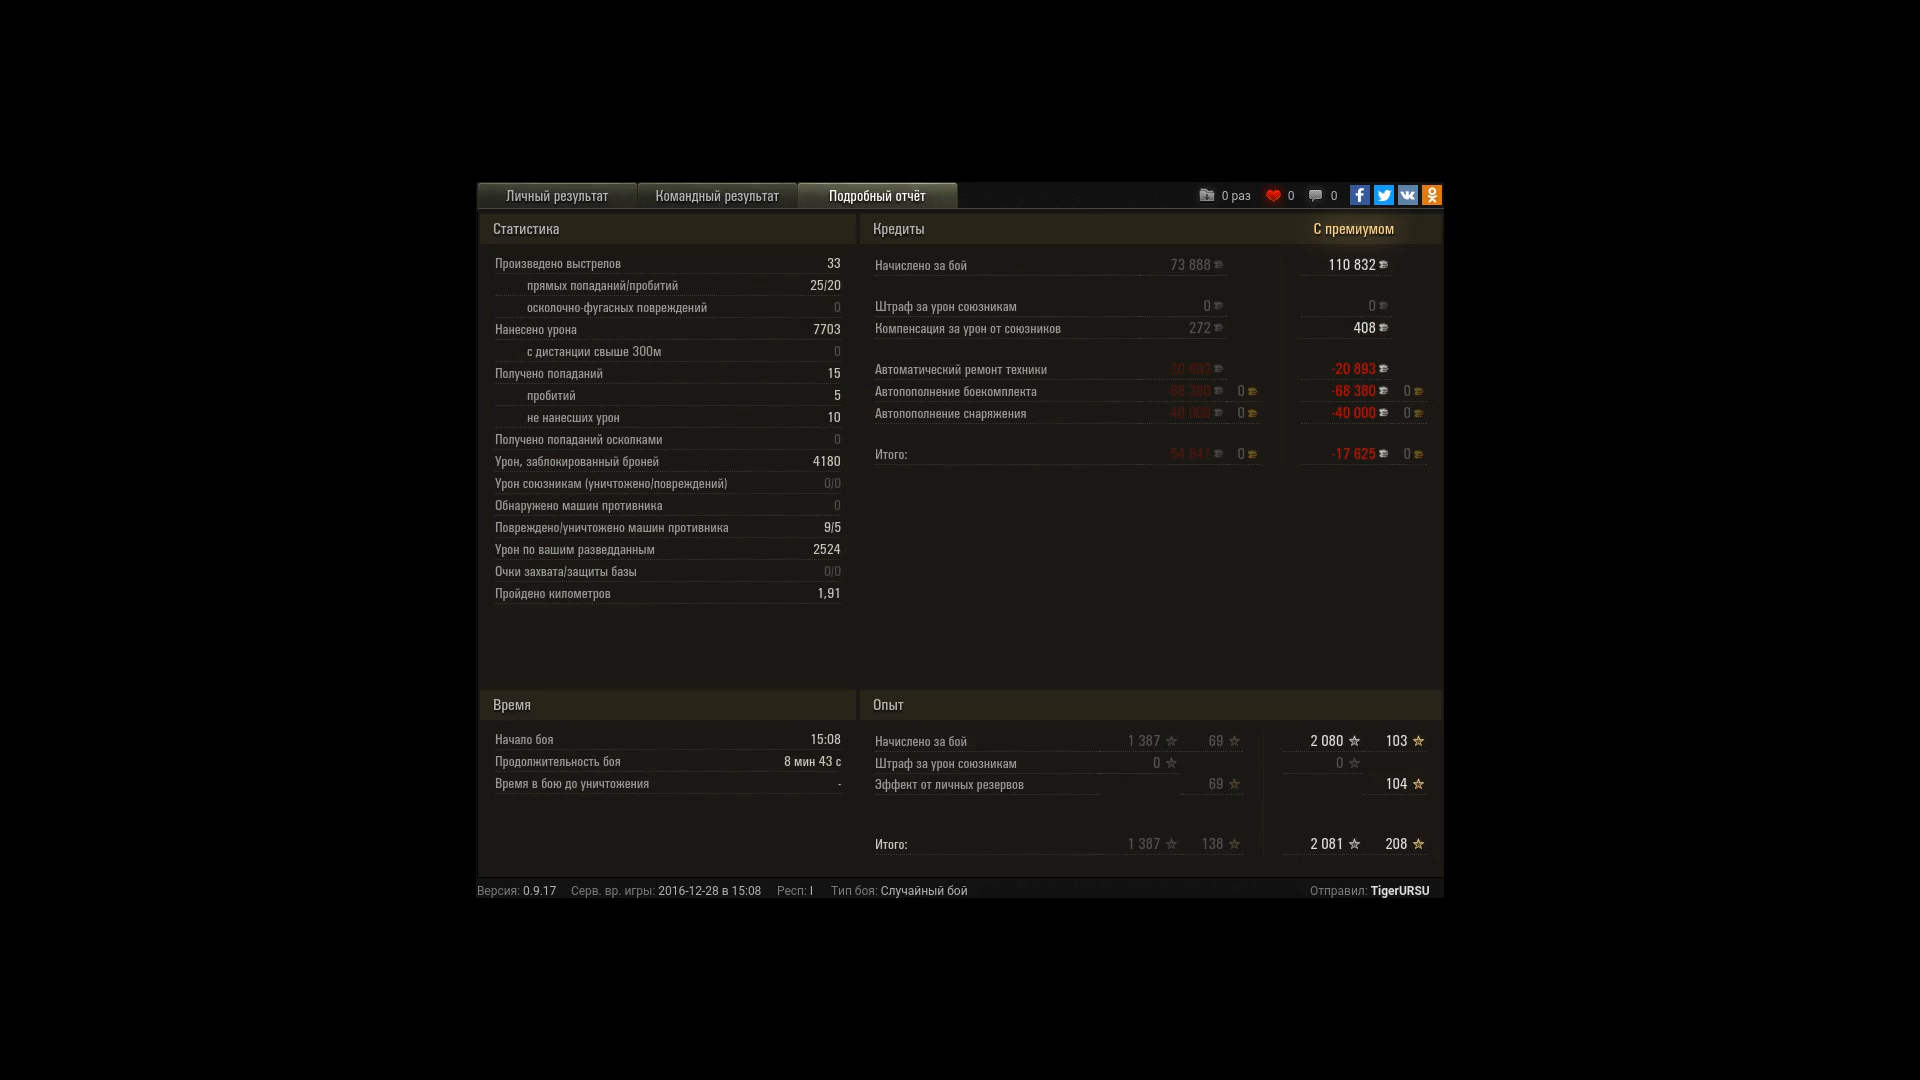 Личный результат Командный результат Подробный отчёт 0 раз 0 0
Статистика
Произведено выстрелов 33
прямых попаданий/пробитий 25/20
осколочно-фугасных повреждений 0
Нанесено урона 7703
с дистанции свыше 300м 0
Получено попаданий 15
пробитий 5
не нанесших урон 10
Получено попаданий осколками 0
Урон, заблокированный броней 4180
Урон союзникам (уничтожено/повреждений) 0/0
Обнаружено машин противника 0
Повреждено/уничтожено машин противника 9/5
Урон по вашим разведданным 2524
Очки захвата/защиты базы 0/0
Пройдено километров 1,91
Кредиты С премиумом
Начислено за бой 73 888 110 832
Штраф за урон союзникам 0 0
Компенсация за урон от союзников 272 408
Автоматический ремонт техники -20 893 -20 893
Автопополнение боекомплекта -68 380 0 -68 380 0
Автопополнение снаряжения -40 000 0 -40 000 0
Итого: -54 841 0 -17 625 0
Время
Начало боя 15:08
Продолжительность боя 8 мин 43 с
Время в бою до уничтожения -
Опыт
Начислено за бой 1 387 69 2 080 103
Штраф за урон союзникам 0 0
Эффект от личных резервов 69 104
Итого: 1 387 138 2 081 208
Версия: 0.9.17 Серв. вр. игры: 2016-12-28 в 15:08 Респ: I Тип боя: Случайный бой Отправил: TigerURSU